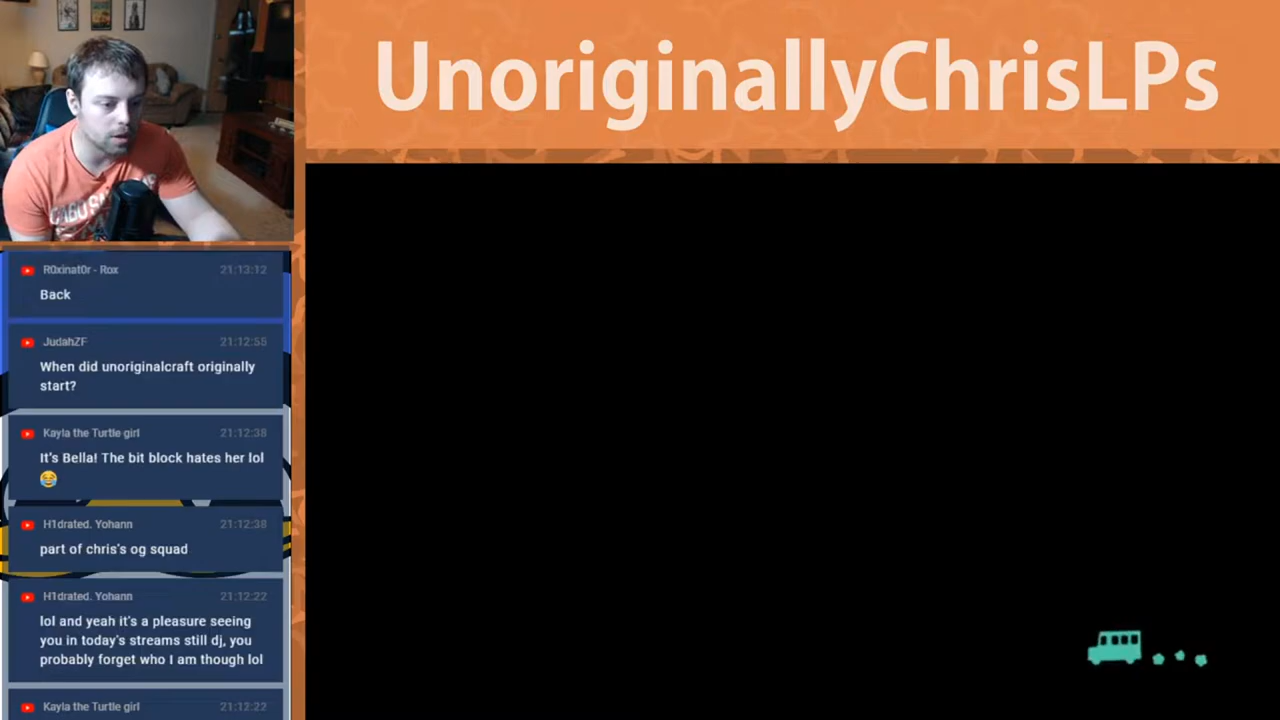 UnoriginallyChrisLPs
R0xinat0r - Rox 21:13:12
Back
JudahZF 21:12:55
When did unoriginalcraft originally
start?
Kayla the Turtle girl 21:12:38
It's Bella! The bit block hates her lol
😂
H1drated. Yohann 21:12:38
part of chris's og squad
H1drated. Yohann 21:12:22
lol and yeah it's a pleasure seeing
you in today's streams still dj, you
probably forget who I am though lol
Kayla the Turtle girl 21:12:22